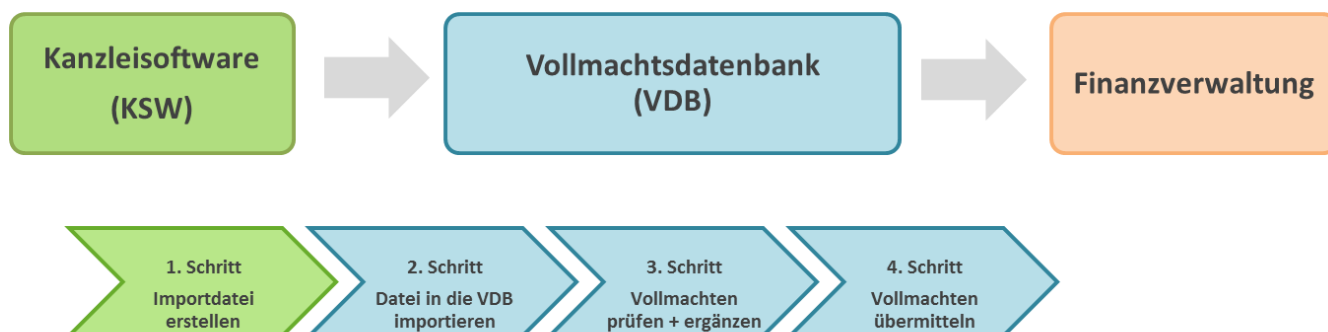 Kanzleisoftware
(KSW)
Vollmachtsdatenbank
(VDB)
Finanzverwaltung
1. Schritt
Importdatei
erstellen
2. Schritt
Datei in die VDB
importieren
3. Schritt
Vollmachten
prüfen + ergänzen
4. Schritt
Vollmachten
übermitteln